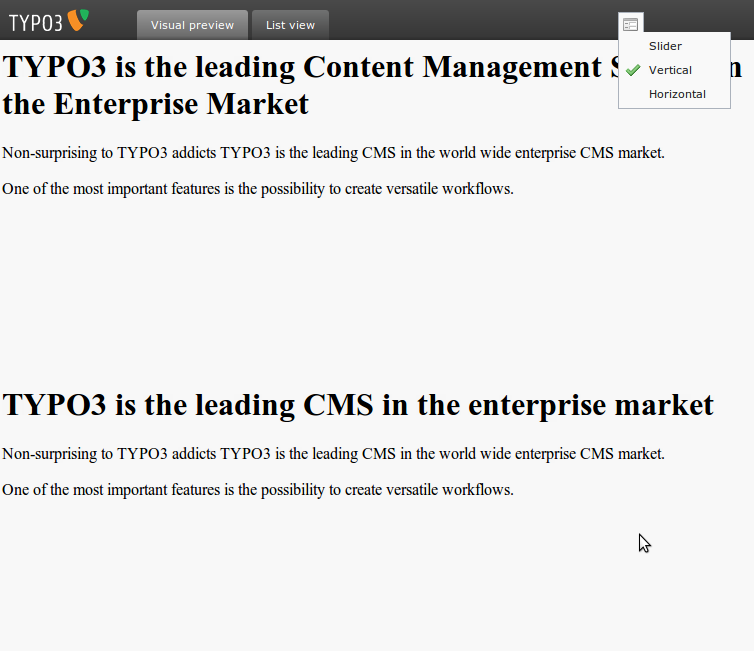 TYPO3
Visual preview
List view
Slider
Vertical
Horizontal
TYPO3 is the leading Content Management S n
the Enterprise Market
Non-surprising to TYPO3 addicts TYPO3 is the leading CMS in the world wide enterprise CMS market.
One of the most important features is the possibility to create versatile workflows.
TYPO3 is the leading CMS in the enterprise market
Non-surprising to TYPO3 addicts TYPO3 is the leading CMS in the world wide enterprise CMS market.
One of the most important features is the possibility to create versatile workflows.